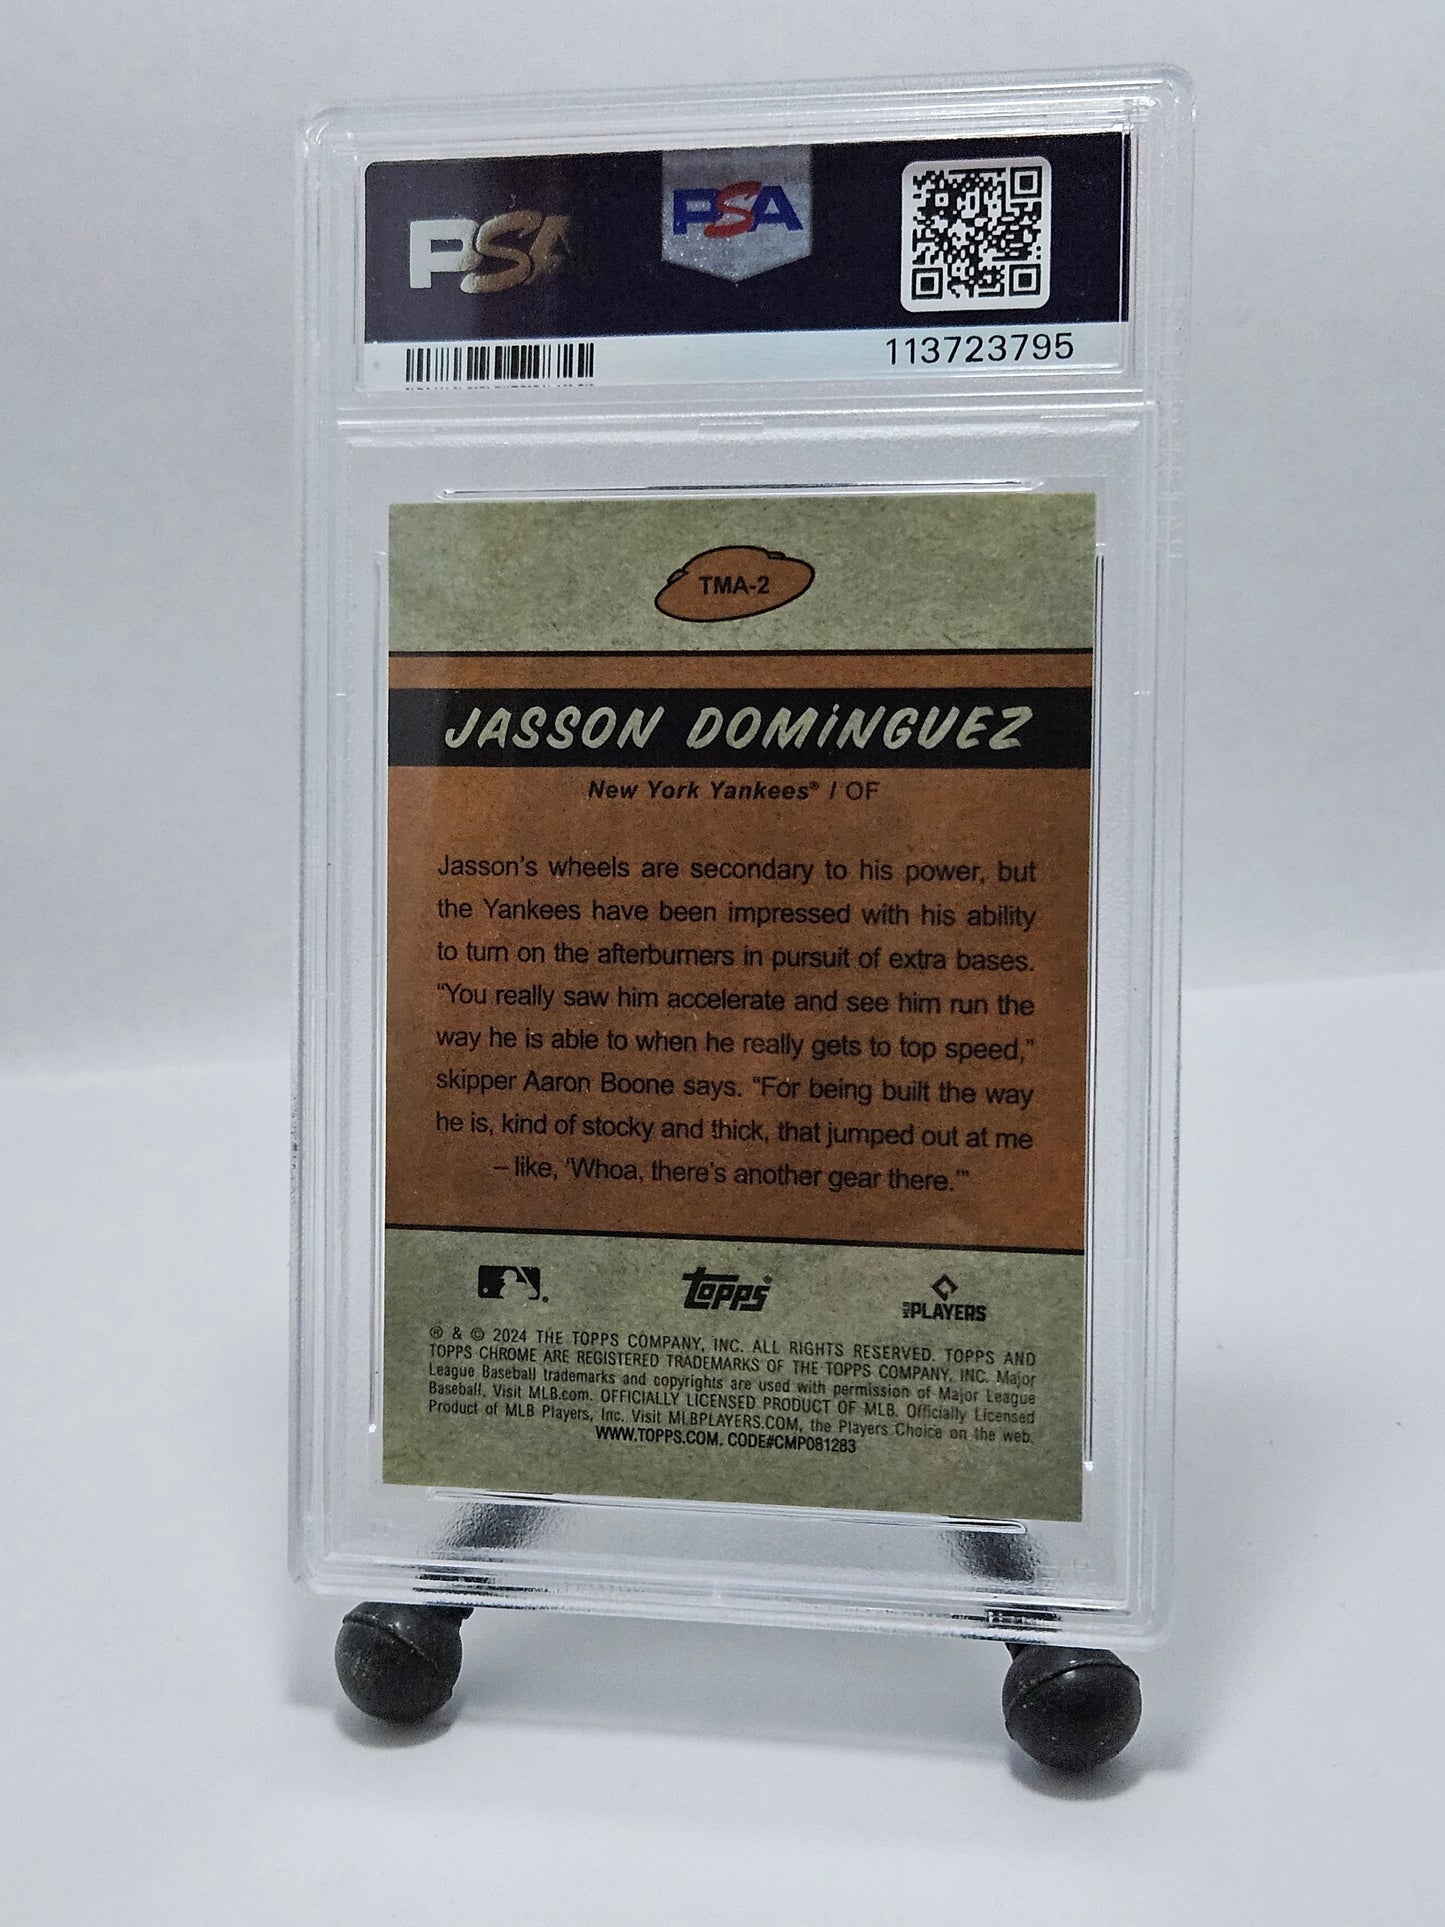 PSA
PSA
113723795
TMA-2
JASSON DOMiNGUEZ
New York Yankees® / OF
Jasson's wheels are secondary to his power, but
the Yankees have been impressed with his ability
to turn on the afterburners in pursuit of extra bases.
"You really saw him accelerate and see him run the
way he is able to when he really gets to top speed,"
skipper Aaron Boone says. "For being built the way
he is, kind of stocky and thick, that jumped out at me
– like, 'Whoa, there's another gear there.'"
topps®
MLB PLAYERS
® & © 2024 THE TOPPS COMPANY, INC. ALL RIGHTS RESERVED. TOPPS AND
TOPPS CHROME ARE REGISTERED TRADEMARKS OF THE TOPPS COMPANY, INC. Major
League Baseball trademarks and copyrights are used with permission of Major League
Baseball. Visit MLB.com. OFFICIALLY LICENSED PRODUCT OF MLB. Officially Licensed
Product of MLB Players, Inc. Visit MLBPLAYERS.COM, the Players Choice on the web.
WWW.TOPPS.COM. CODE#CMP081283